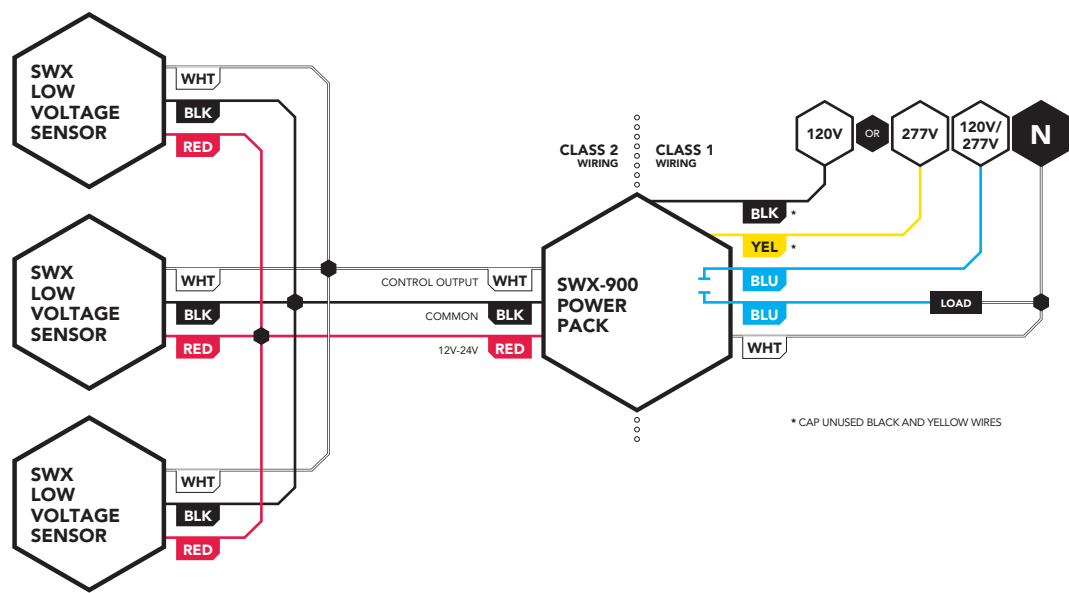 SWX
LOW
VOLTAGE
SENSOR
WHT
BLK
RED
SWX
LOW
VOLTAGE
SENSOR
WHT
BLK
RED
SWX
LOW
VOLTAGE
SENSOR
WHT
BLK
RED
CONTROL OUTPUT WHT
COMMON BLK
12V-24V RED
CLASS 2
WIRING
CLASS 1
WIRING
SWX-900
POWER
PACK
120V OR 277V
120V/
277V
N
BLK *
YEL *
BLU
BLU
LOAD
WHT
* CAP UNUSED BLACK AND YELLOW WIRES